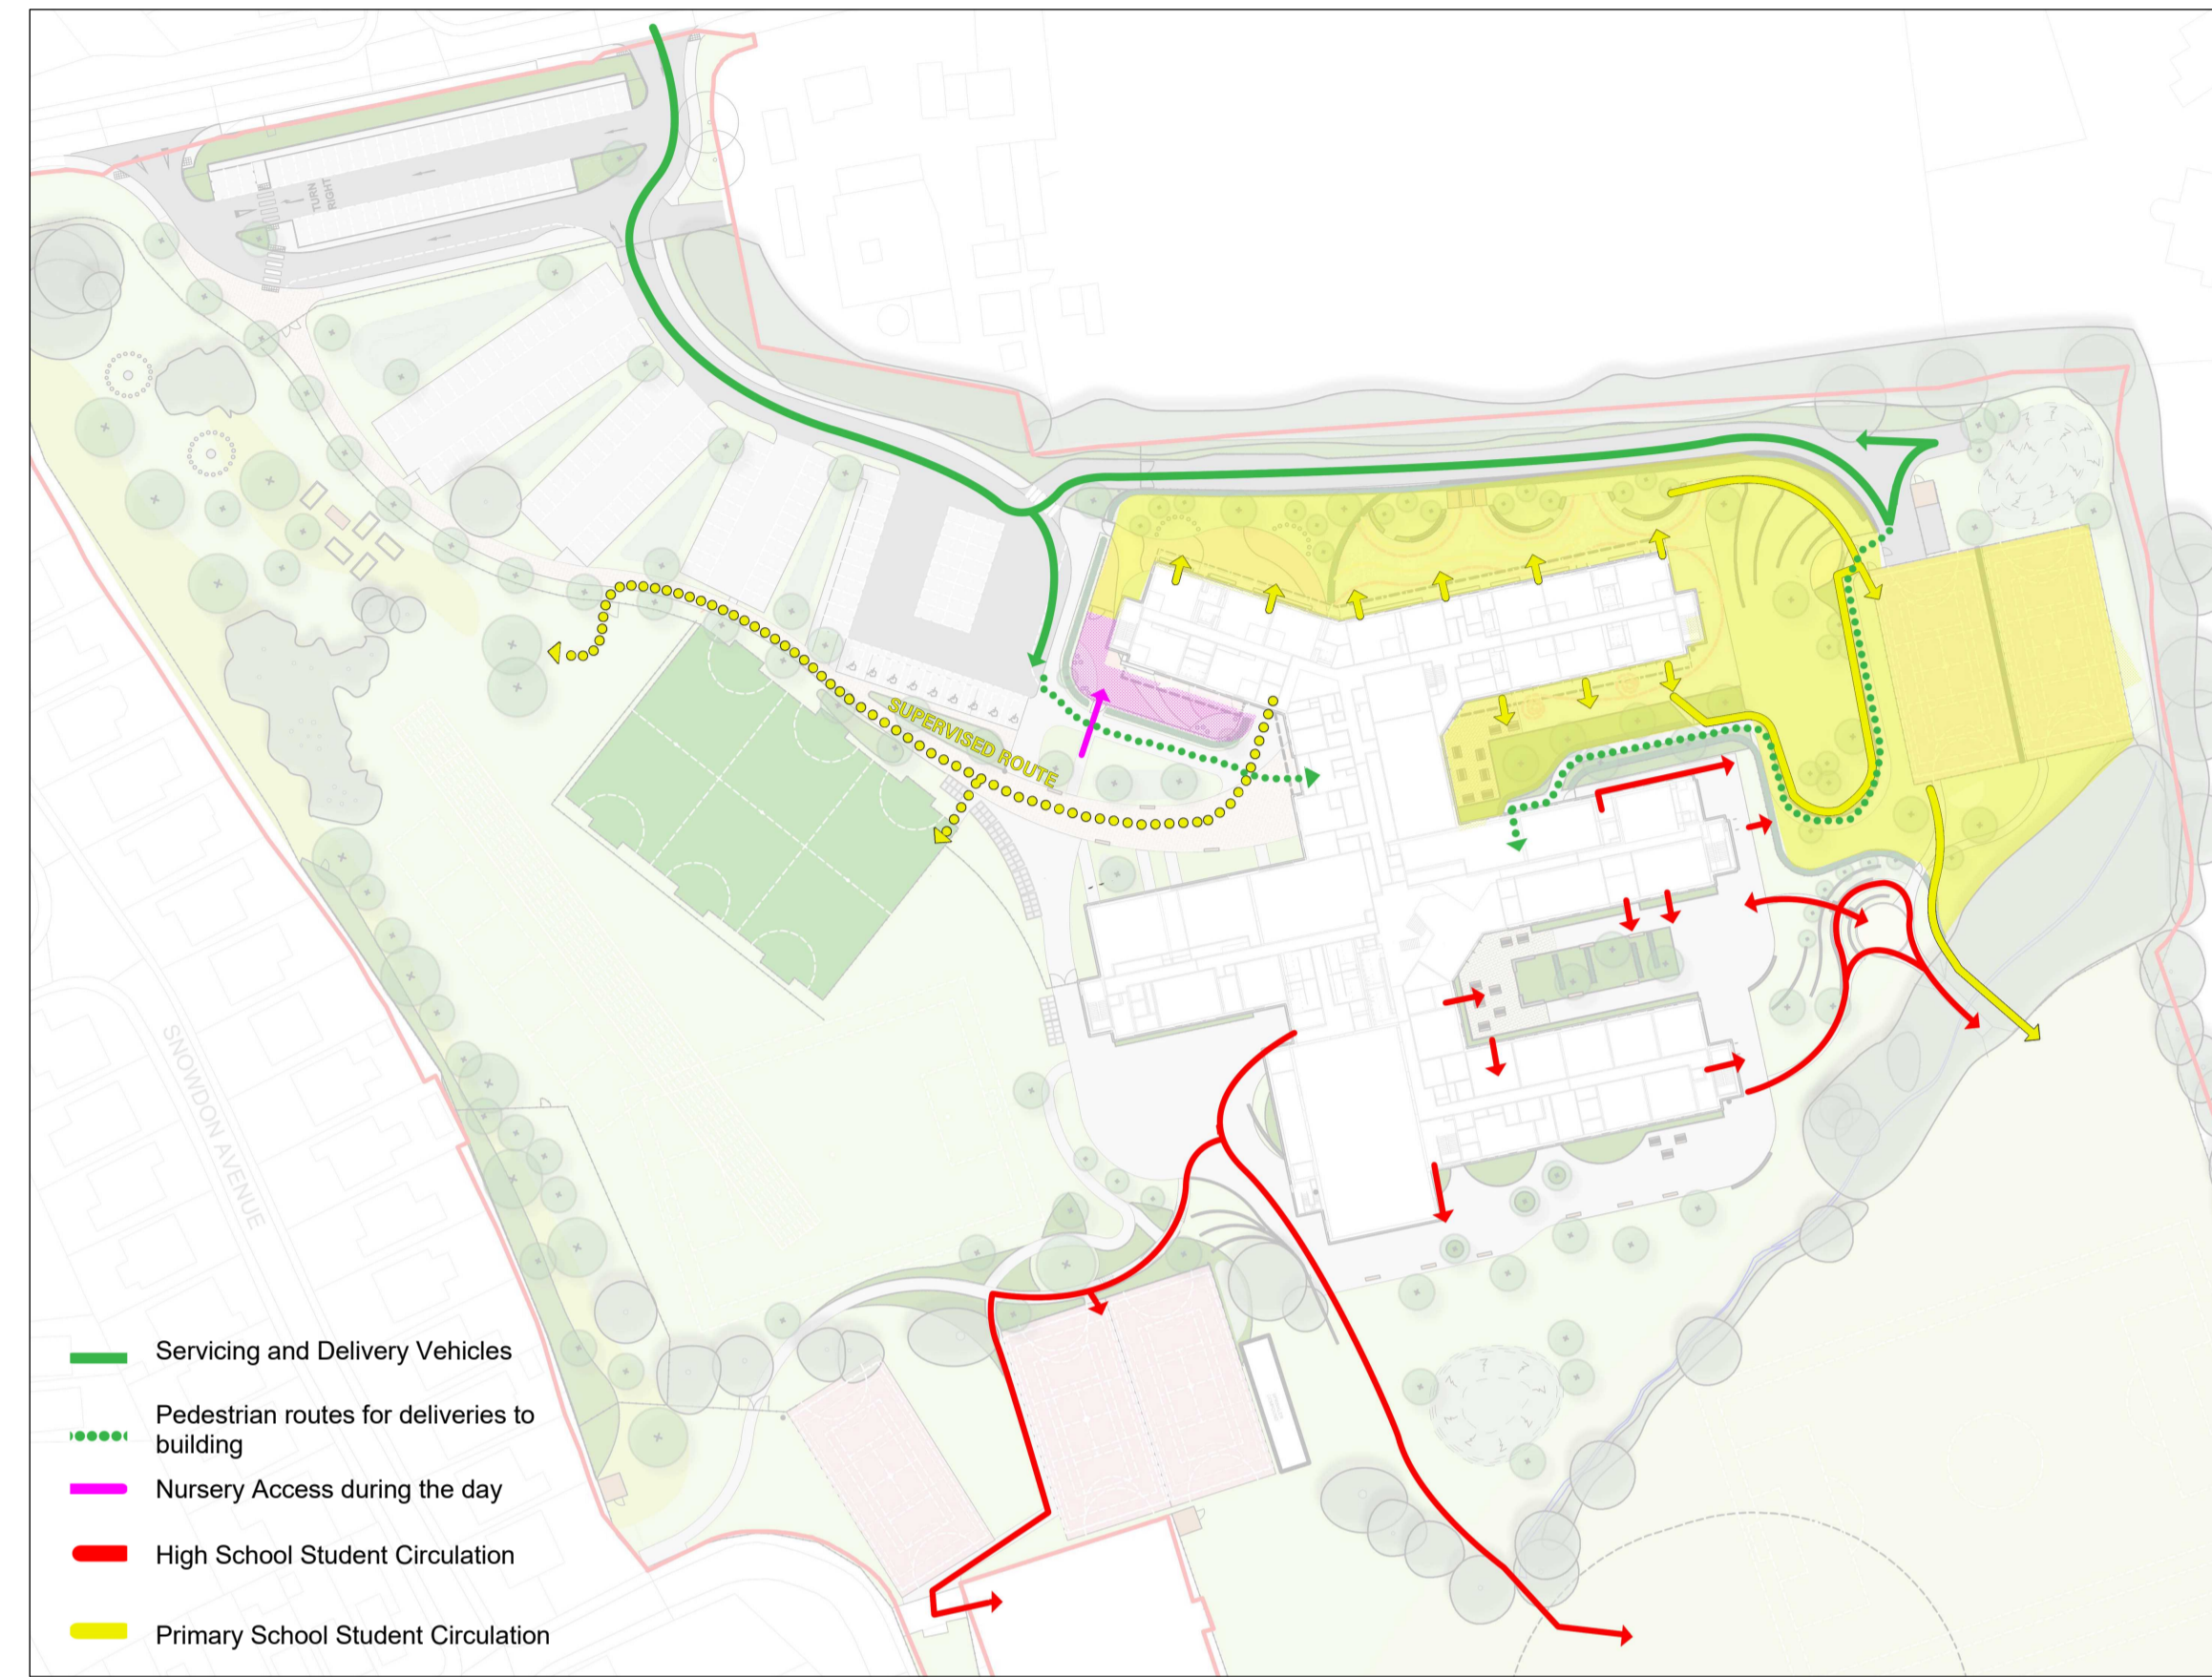 TURN
RIGHT
SUPERVISED ROUTE
SNOWDON AVENUE
Servicing and Delivery Vehicles
Pedestrian routes for deliveries to
building
Nursery Access during the day
High School Student Circulation
Primary School Student Circulation